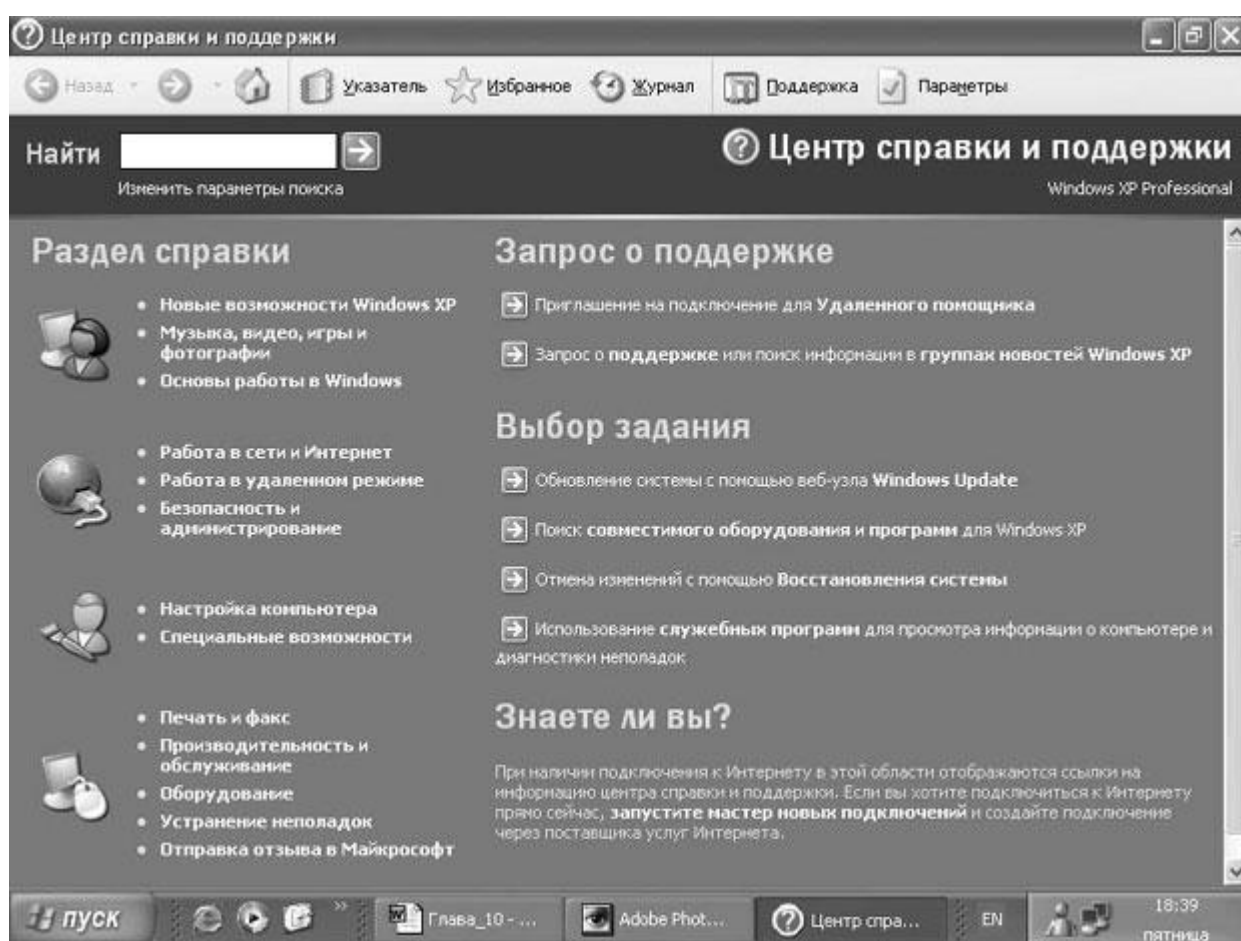 Центр справки и поддержки
Назад
Указатель
Избранное
Журнал
Поддержка
Параметры
Найти
Изменить параметры поиска
Центр справки и поддержки
Windows XP Professional
Раздел справки
Новые возможности Windows XP
Музыка, видео, игры и
фотографии
Основы работы в Windows
Работа в сети и Интернет
Работа в удаленном режиме
Безопасность и
администрирование
Настройка компьютера
Специальные возможности
Печать и факс
Производительность и
обслуживание
Оборудование
Устранение неполадок
Отправка отзыва в Майкрософт
Запрос о поддержке
Приглашение на подключение для Удаленного помощника
Запрос о поддержке или поиск информации в группах новостей Windows XP
Выбор задания
Обновление системы с помощью веб-узла Windows Update
Поиск совместимого оборудования и программ для Windows XP
Отмена изменений с помощью Восстановления системы
Использование служебных программ для просмотра информации о компьютере и
диагностики неполадок
Знаете ли вы?
При наличии подключения к Интернету в этой области отображаются ссылки на
информацию центра справки и поддержки. Если вы хотите подключиться к Интернету
прямо сейчас, запустите мастер новых подключений и создайте подключение
через поставщика услуг Интернета.
пуск
Глава_10 - ...
Adobe Phot...
Центр спра...
EN
18:39
пятница